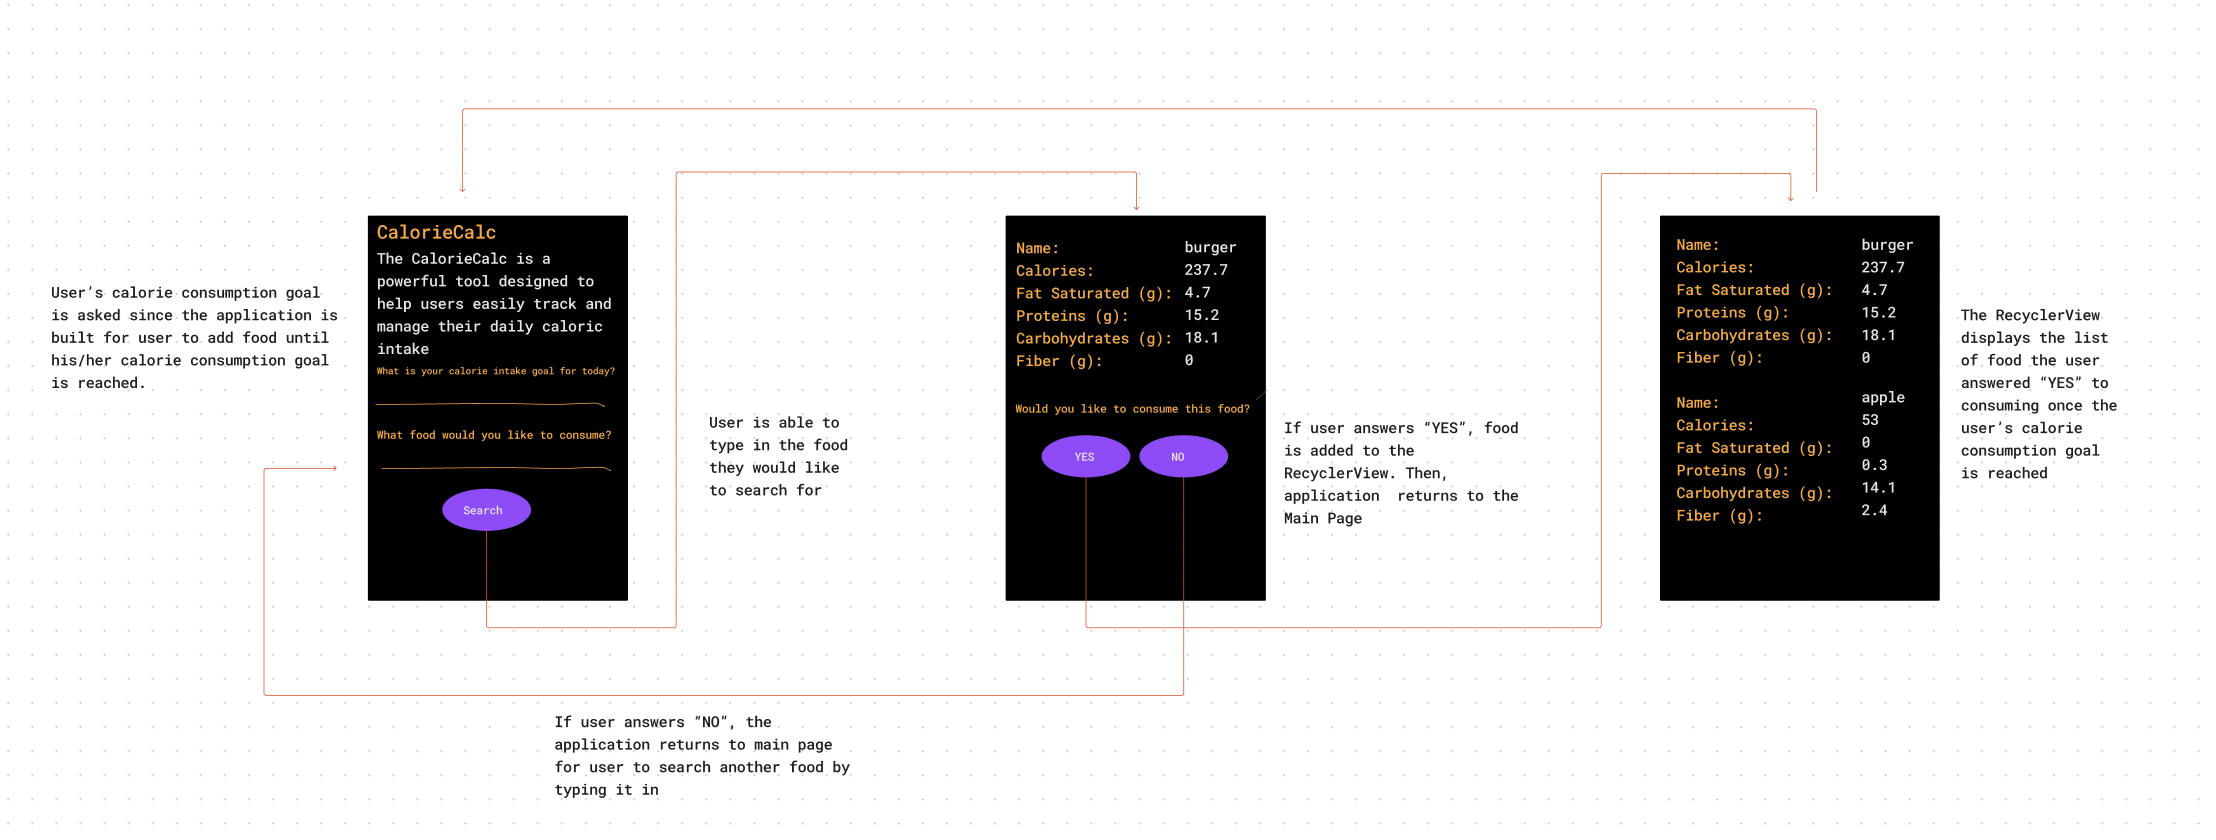 User’s calorie consumption goal
is asked since the application is
built for user to add food until
his/her calorie consumption goal
is reached.
CalorieCalc
The CalorieCalc is a
powerful tool designed to
help users easily track and
manage their daily caloric
intake
What is your calorie intake goal for today?
What food would you like to consume?
Search
User is able to
type in the food
they would like
to search for
Name: burger
Calories: 237.7
Fat Saturated (g): 4.7
Proteins (g): 15.2
Carbohydrates (g): 18.1
Fiber (g): 0
Would you like to consume this food?
YES NO
If user answers “YES”, food
is added to the
RecyclerView. Then,
application  returns to the
Main Page
Name: burger
Calories: 237.7
Fat Saturated (g): 4.7
Proteins (g): 15.2
Carbohydrates (g): 18.1
Fiber (g): 0
Name: apple
Calories: 53
Fat Saturated (g): 0
Proteins (g): 0.3
Carbohydrates (g): 14.1
Fiber (g): 2.4
The RecyclerView
displays the list
of food the user
answered “YES” to
consuming once the
user’s calorie
consumption goal
is reached
If user answers “NO”, the
application returns to main page
for user to search another food by
typing it in